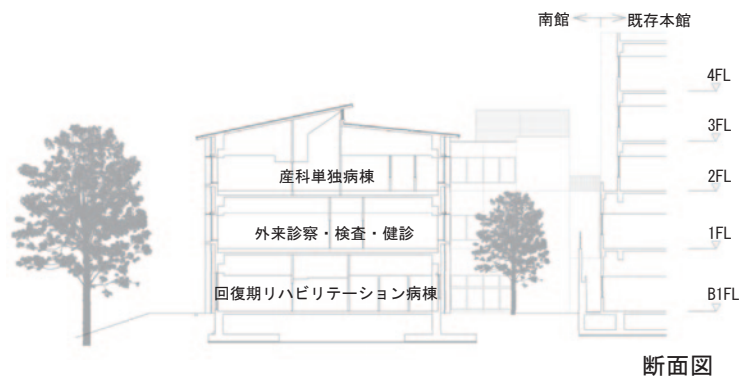 南館 既存本館
4FL
3FL
産科単独病棟
2FL
外来診察・検査・健診
1FL
回復期リハビリテーション病棟
B1FL
断面図